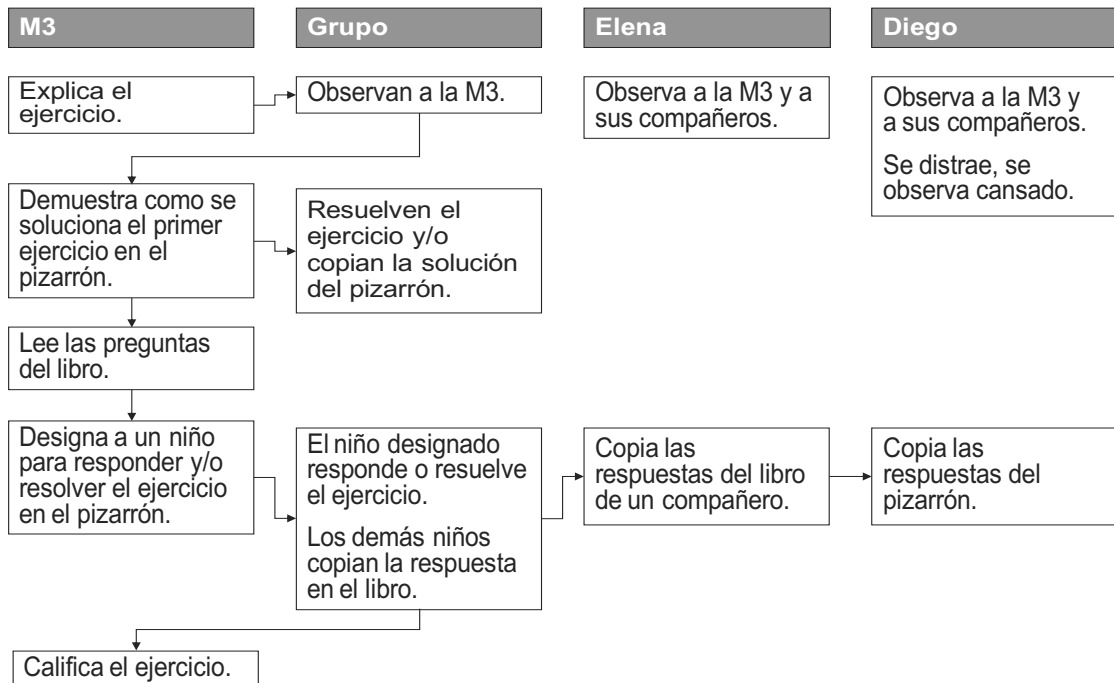 M3
Grupo
Elena
Diego
Explica el
ejercicio.
Observan a la M3.
Observa a la M3 y a
sus compañeros.
Observa a la M3 y
a sus compañeros.
Se distrae, se
observa cansado.
Demuestra como se
soluciona el primer
ejercicio en el
pizarrón.
Resuelven el
ejercicio y/o
copian la solución
del pizarrón.
Lee las preguntas
del libro.
Designa a un niño
para responder y/o
resolver el ejercicio
en el pizarrón.
El niño designado
responde o resuelve
el ejercicio.
Los demás niños
copian la respuesta
en el libro.
Copia las
respuestas del libro
de un compañero.
Copia las
respuestas del
pizarrón.
Califica el ejercicio.